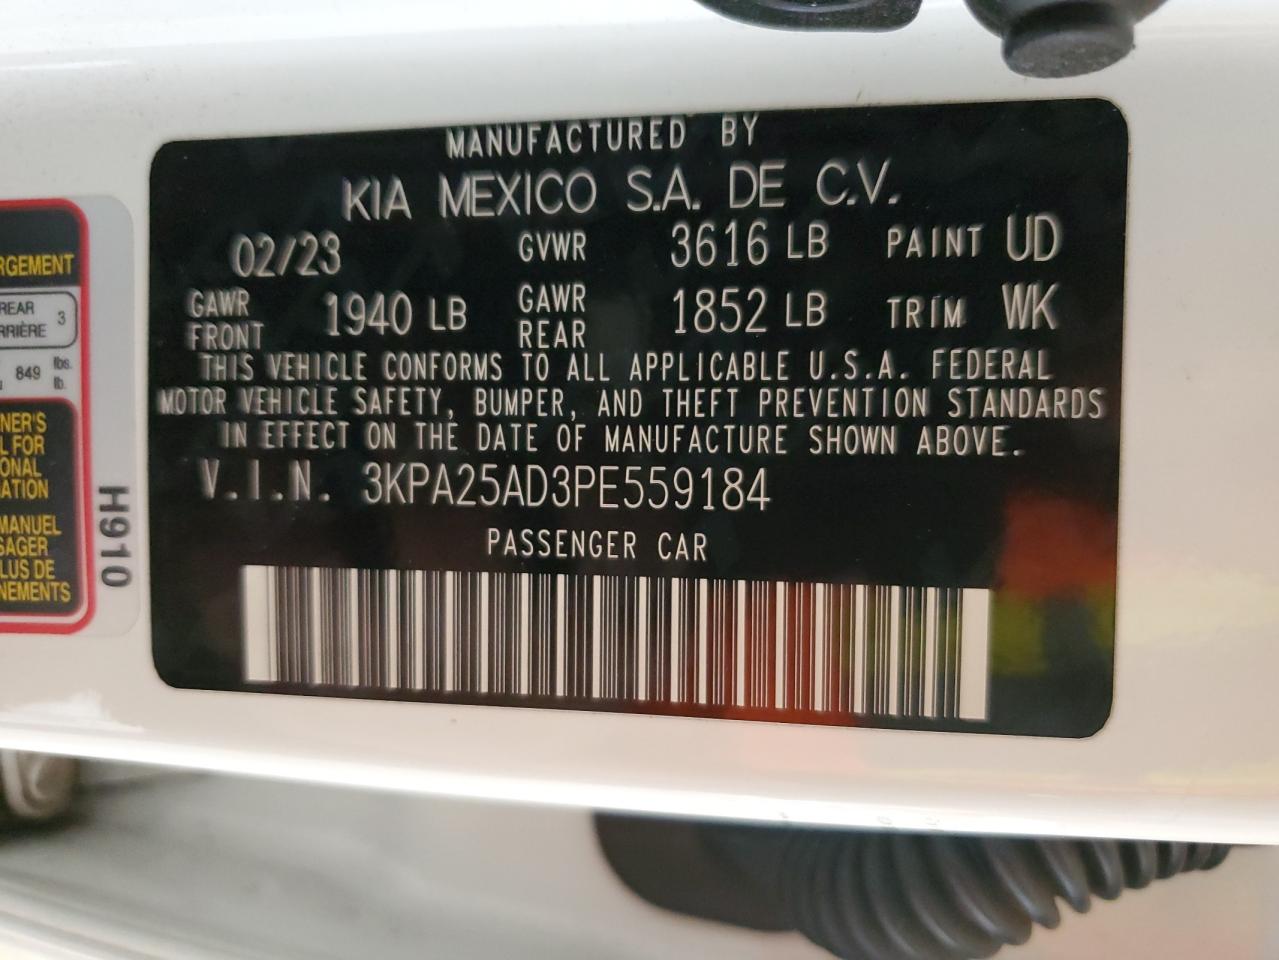 MANUFACTURED BY
KIA MEXICO S.A. DE C.V.
02/23 GVWR 3616 LB PAINT UD
GAWR FRONT 1940 LB GAWR REAR 1852 LB TRIM WK
THIS VEHICLE CONFORMS TO ALL APPLICABLE U.S.A. FEDERAL
MOTOR VEHICLE SAFETY, BUMPER, AND THEFT PREVENTION STANDARDS
IN EFFECT ON THE DATE OF MANUFACTURE SHOWN ABOVE.
V.I.N. 3KPA25AD3PE559184
PASSENGER CAR
RGEMENT
REAR
RRIÈRE 3
849 lbs.
lb.
NER'S
L FOR
ONAL
ATION
MANUEL
SAGER
LUS DE
NEMENTS
H910